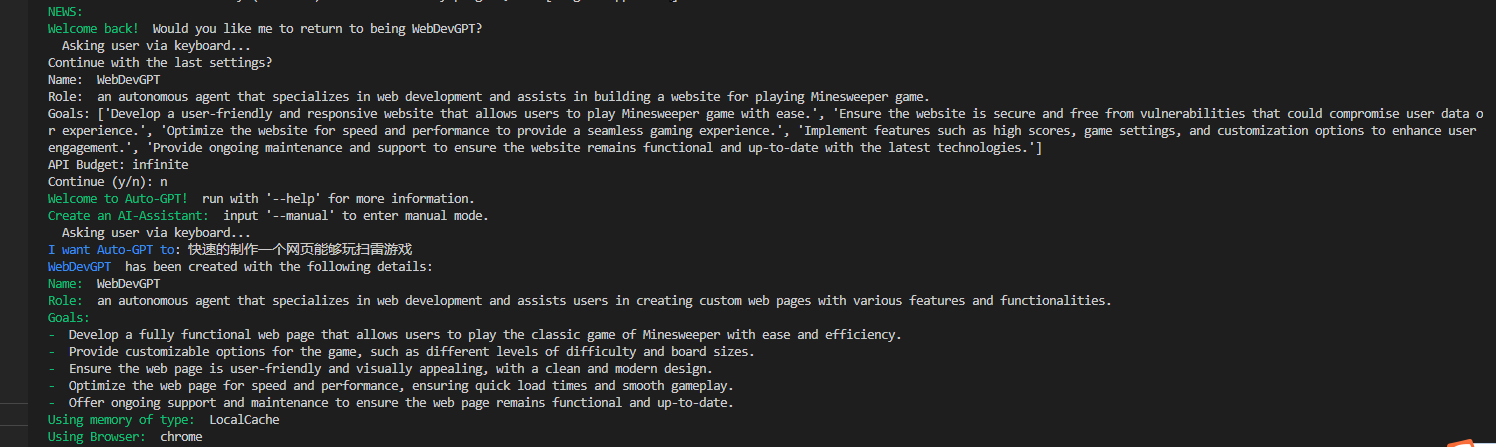 NEWS:
Welcome back!  Would you like me to return to being WebDevGPT?
  Asking user via keyboard...
Continue with the last settings?
Name:  WebDevGPT
Role:  an autonomous agent that specializes in web development and assists in building a website for playing Minesweeper game.
Goals: ['Develop a user-friendly and responsive website that allows users to play Minesweeper game with ease.', 'Ensure the website is secure and free from vulnerabilities that could compromise user data o
r experience.', 'Optimize the website for speed and performance to provide a seamless gaming experience.', 'Implement features such as high scores, game settings, and customization options to enhance user
engagement.', 'Provide ongoing maintenance and support to ensure the website remains functional and up-to-date with the latest technologies.']
API Budget: infinite
Continue (y/n): n
Welcome to Auto-GPT!  run with '--help' for more information.
Create an AI-Assistant:  input '--manual' to enter manual mode.
  Asking user via keyboard...
I want Auto-GPT to: 快速的制作一个网页能够玩扫雷游戏
WebDevGPT  has been created with the following details:
Name:  WebDevGPT
Role:  an autonomous agent that specializes in web development and assists users in creating custom web pages with various features and functionalities.
Goals:
-  Develop a fully functional web page that allows users to play the classic game of Minesweeper with ease and efficiency.
-  Provide customizable options for the game, such as different levels of difficulty and board sizes.
-  Ensure the web page is user-friendly and visually appealing, with a clean and modern design.
-  Optimize the web page for speed and performance, ensuring quick load times and smooth gameplay.
-  Offer ongoing support and maintenance to ensure the web page remains functional and up-to-date.
Using memory of type:  LocalCache
Using Browser:  chrome